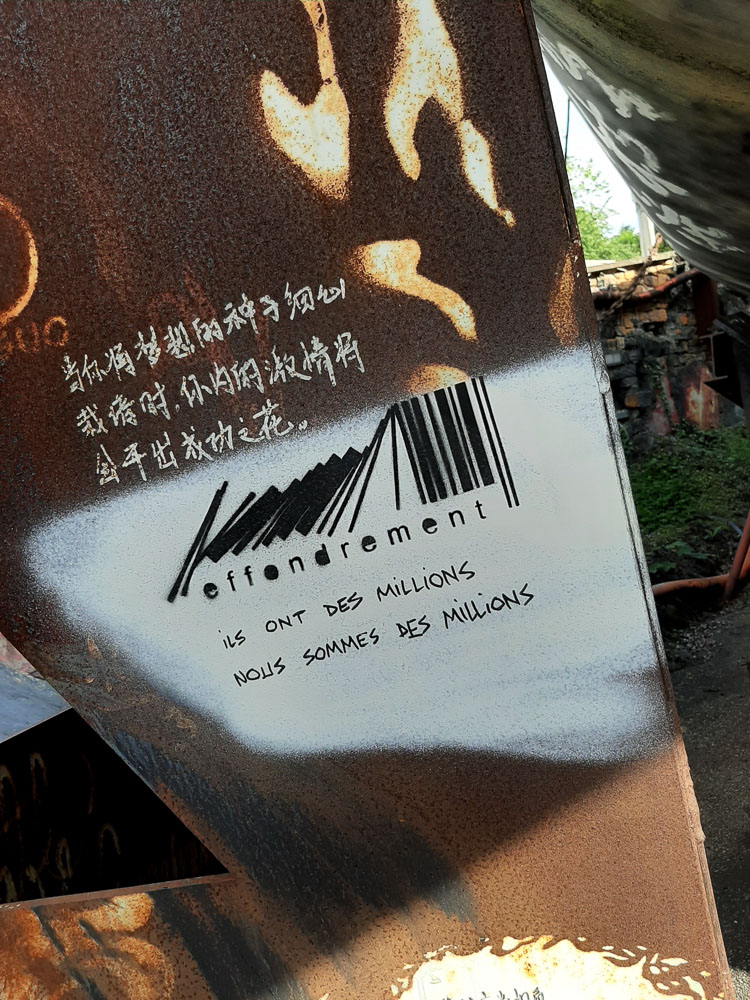 当你将梦想的种子细心
栽培时,你内的激情将
会开出成功之花。
effondrement
iLS ONT DES MiLLiONS
NOUS SOMMES DES MiLLiONS